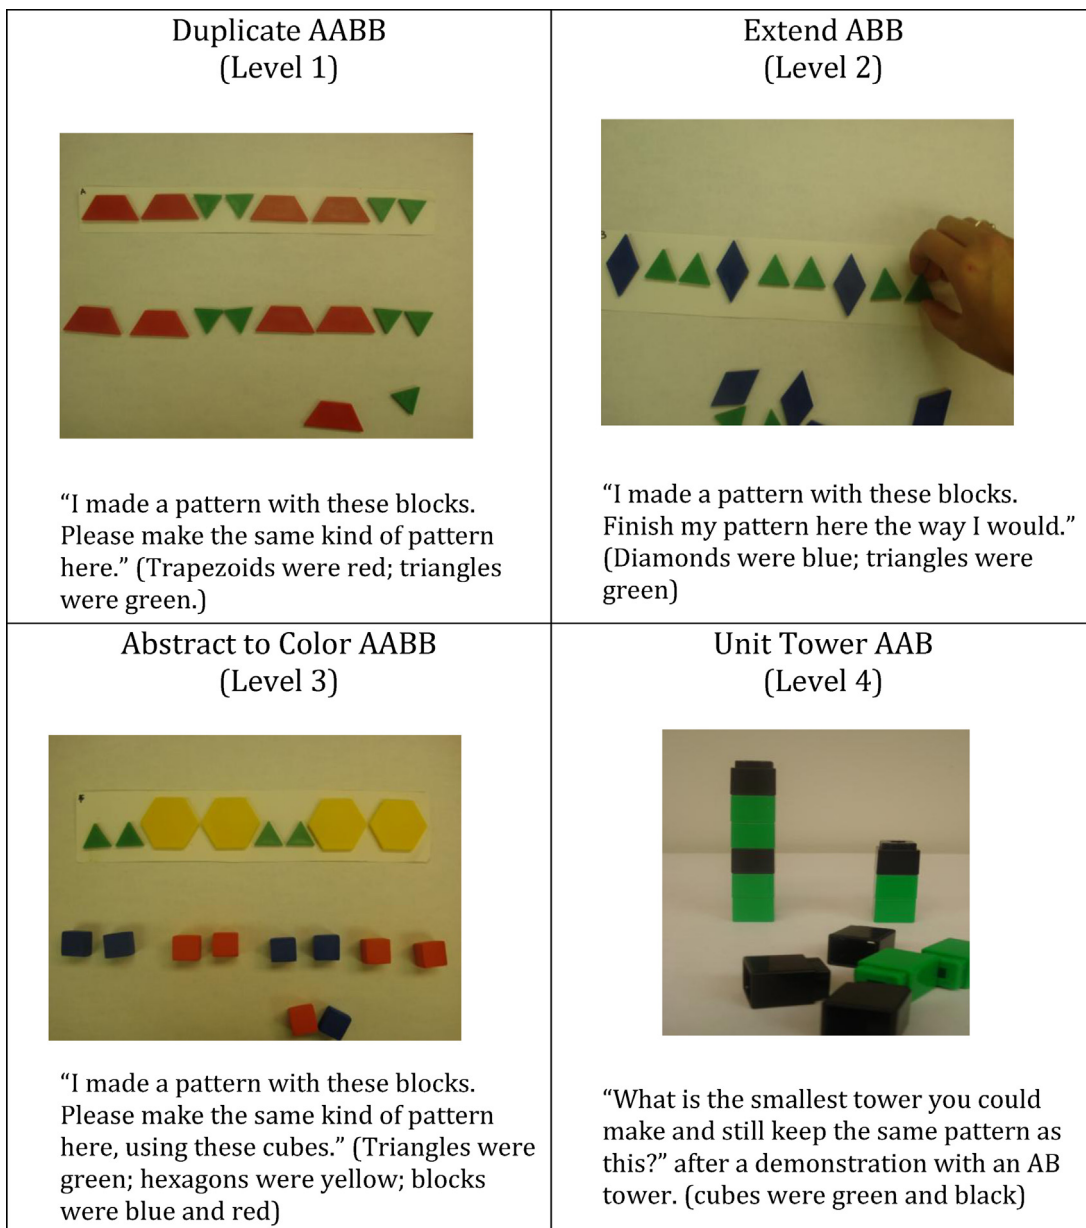 Duplicate AABB
(Level 1)
A
“I made a pattern with these blocks.
Please make the same kind of pattern
here.” (Trapezoids were red; triangles
were green.)
Extend ABB
(Level 2)
B
“I made a pattern with these blocks.
Finish my pattern here the way I would.”
(Diamonds were blue; triangles were
green)
Abstract to Color AABB
(Level 3)
“I made a pattern with these blocks.
Please make the same kind of pattern
here, using these cubes.” (Triangles were
green; hexagons were yellow; blocks
were blue and red)
Unit Tower AAB
(Level 4)
“What is the smallest tower you could
make and still keep the same pattern as
this?” after a demonstration with an AB
tower. (cubes were green and black)